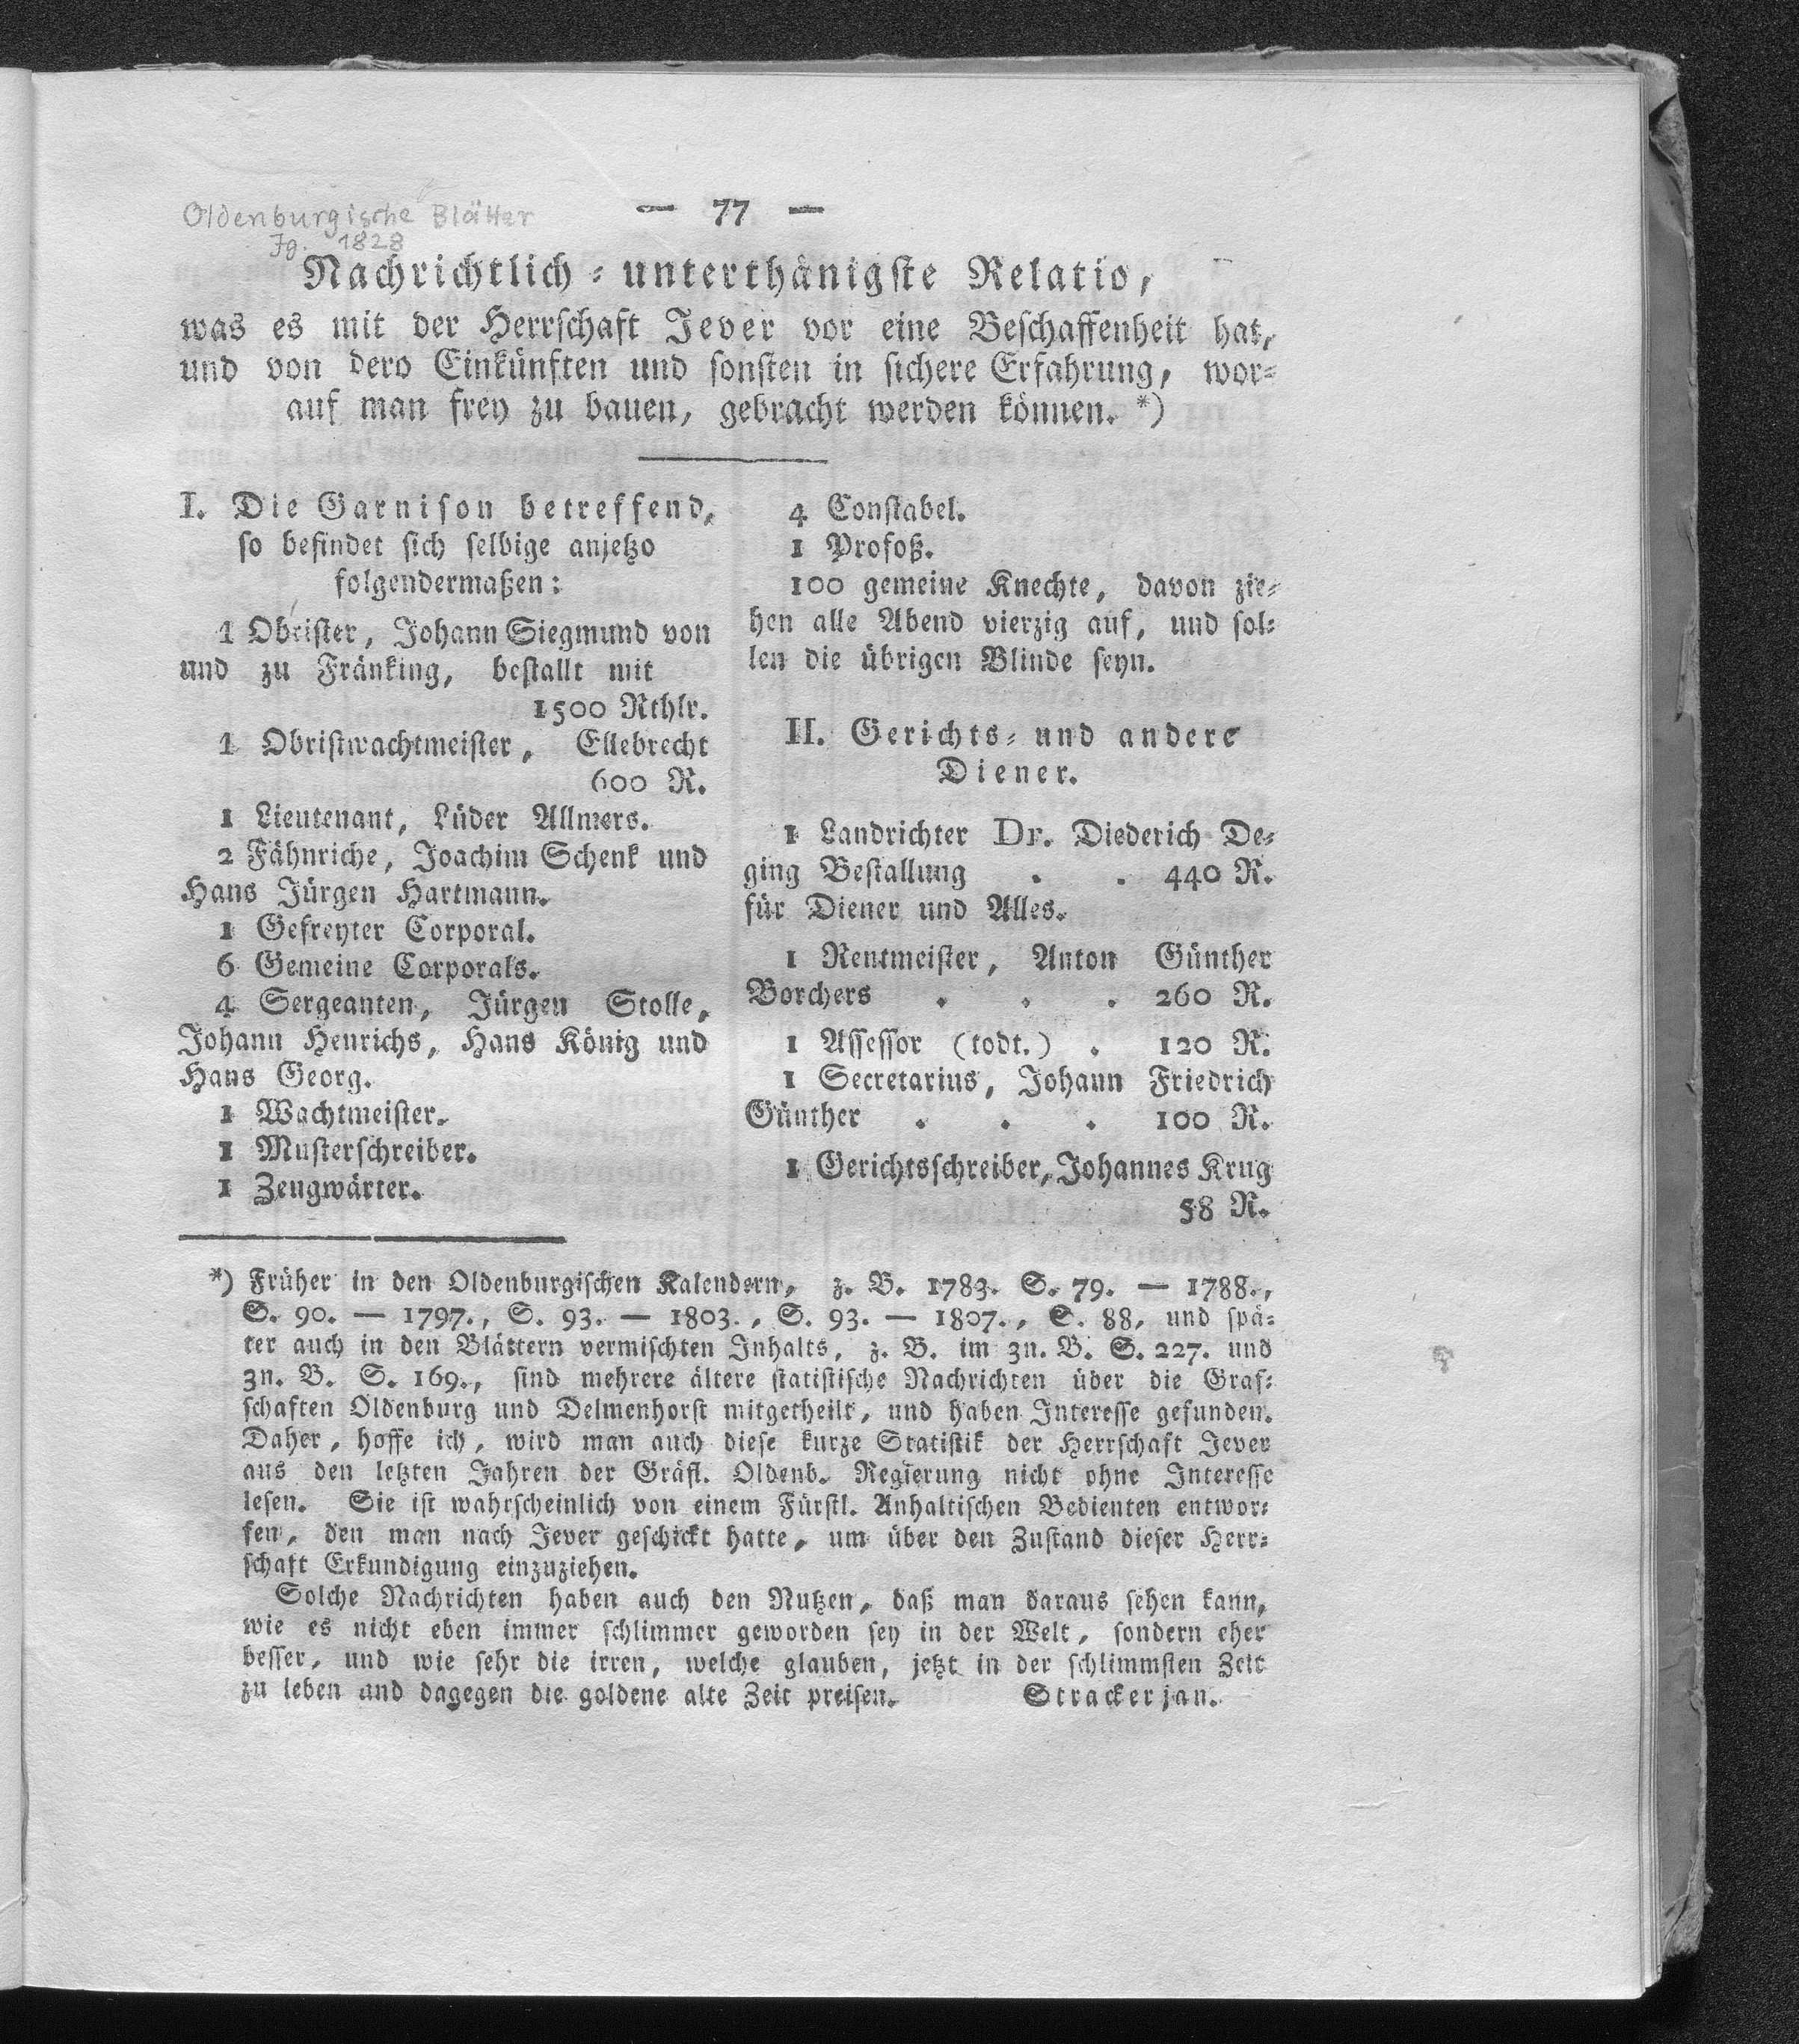 Oldenburgische Blätter
Jg. 1828
— 77 —
Nachrichtlich-unterthänigste Relatio,
was es mit der Herrschaft Jever vor eine Beschaffenheit hat,
und von dero Einkünften und sonsten in sichere Erfahrung, wor-
auf man frey zu bauen, gebracht werden können. *)
I. Die Garnison betreffend,
so befindet sich selbige anjetzo
folgendermaßen:
1 Obrister, Johann Siegmund von
und zu Fränking, bestallt mit
1500 Rthlr.
1 Obristwachtmeister, Ellebrecht
600 R.
1 Lieutenant, Lüder Allmers.
2 Fähnriche, Joachim Schenk und
Hans Jürgen Hartmann.
1 Gefreyter Corporal.
6 Gemeine Corporals.
4 Sergeanten, Jürgen Stolle,
Johann Henrichs, Hans König und
Hans Georg.
1 Wachtmeister.
1 Musterschreiber.
1 Zeugwärter.
4 Constabel.
1 Profoß.
100 gemeine Knechte, davon zie-
hen alle Abend vierzig auf, und sol-
len die übrigen Blinde seyn.
II. Gerichts- und andere
Diener.
1 Landrichter Dr. Diederich De-
ging Bestallung . . 440 R.
für Diener und Alles.
1 Rentmeister, Anton Günther
Borchers . . . 260 R.
1 Assessor (todt.) . 120 R.
1 Secretarius, Johann Friedrich
Günther . . . 100 R.
1 Gerichtsschreiber, Johannes Krug
58 R.
*) Früher in den Oldenburgischen Kalendern, z. B. 1783. S. 79. — 1788.,
S. 90. — 1797., S. 93. — 1803., S. 93. — 1807., S. 88, und spä-
ter auch in den Blättern vermischten Inhalts, z. B. im 3n. B. S. 227. und
3n. B. S. 169., sind mehrere ältere statistische Nachrichten über die Graf-
schaften Oldenburg und Delmenhorst mitgetheilt, und haben Interesse gefunden.
Daher, hoffe ich, wird man auch diese kurze Statistik der Herrschaft Jever
aus den letzten Jahren der Gräfl. Oldenb. Regierung nicht ohne Interesse
lesen. Sie ist wahrscheinlich von einem Fürstl. Anhaltischen Bedienten entwor-
fen, den man nach Jever geschickt hatte, um über den Zustand dieser Herr-
schaft Erkundigung einzuziehen.
Solche Nachrichten haben auch den Nutzen, daß man daraus sehen kann,
wie es nicht eben immer schlimmer geworden sey in der Welt, sondern eher
besser, und wie sehr die irren, welche glauben, jetzt in der schlimmsten Zeit
zu leben und dagegen die goldene alte Zeit preisen. Strackerjan.